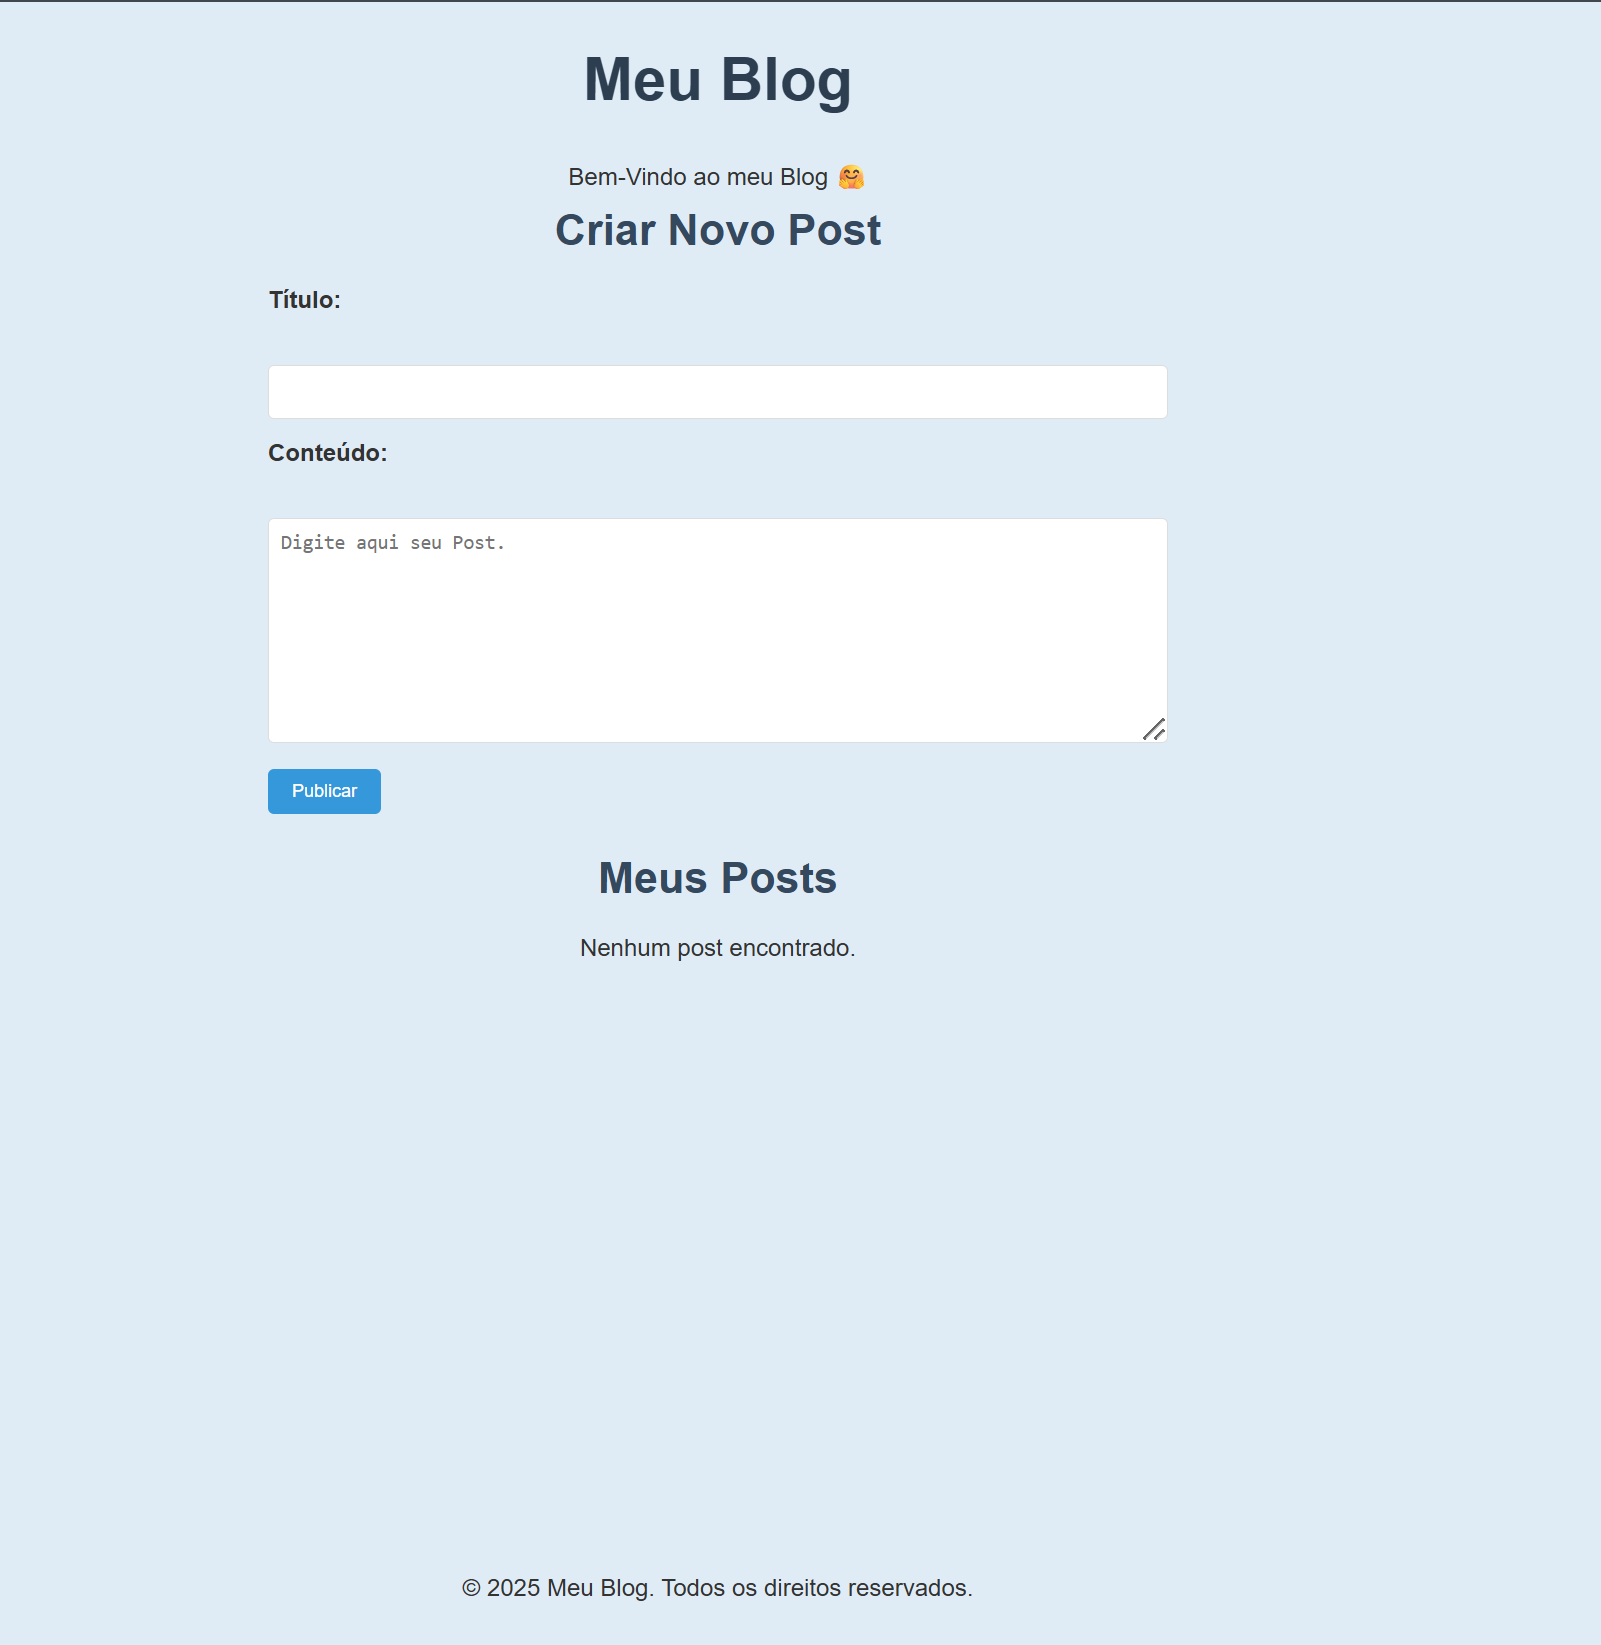 Meu Blog
Bem-Vindo ao meu Blog 🤗
Criar Novo Post
Título:
Conteúdo:
Digite aqui seu Post.
Publicar
Meus Posts
Nenhum post encontrado.
© 2025 Meu Blog. Todos os direitos reservados.